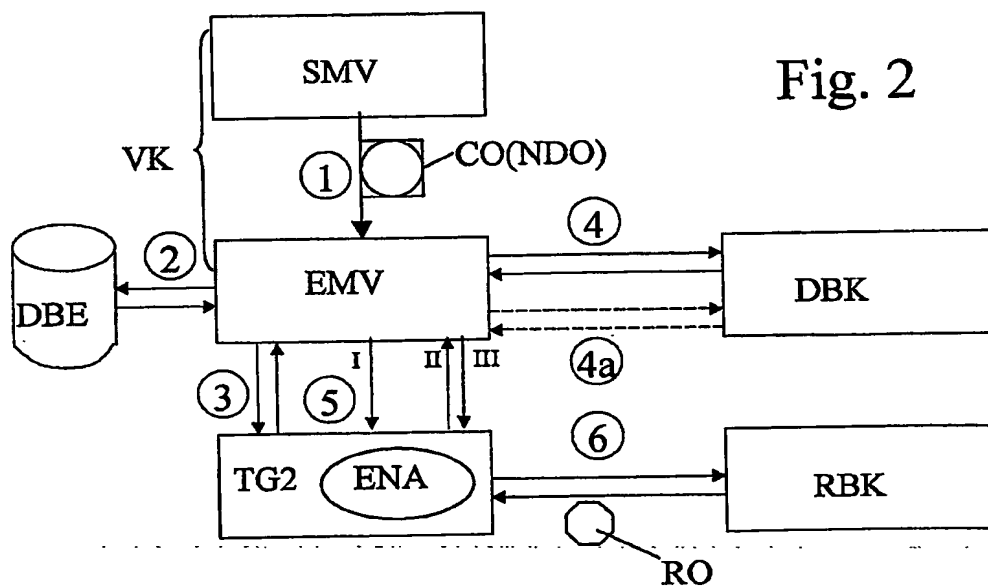 Fig. 2
SMV
VK
1
CO(NDO)
4
2
DBE
EMV
DBK
4a
I
II
III
3
5
6
TG2
ENA
RBK
RO